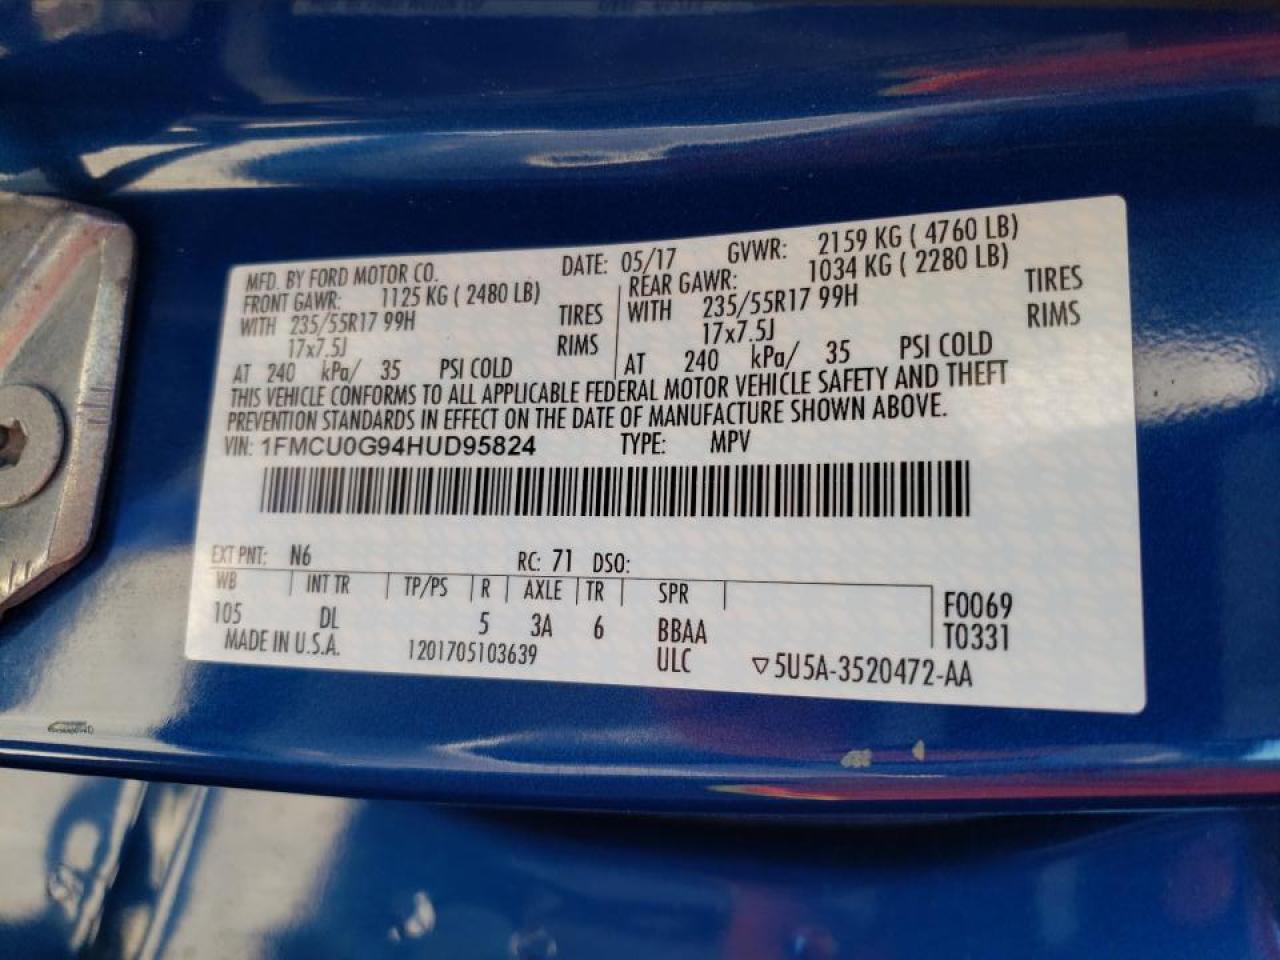 MFD. BY FORD MOTOR CO. DATE: 05/17 GVWR: 2159 KG ( 4760 LB)
FRONT GAWR: 1125 KG ( 2480 LB) REAR GAWR: 1034 KG ( 2280 LB)
WITH 235/55R17 99H TIRES WITH 235/55R17 99H TIRES
17x7.5J RIMS 17x7.5J RIMS
AT 240 kPa/ 35 PSI COLD AT 240 kPa/ 35 PSI COLD
THIS VEHICLE CONFORMS TO ALL APPLICABLE FEDERAL MOTOR VEHICLE SAFETY AND THEFT
PREVENTION STANDARDS IN EFFECT ON THE DATE OF MANUFACTURE SHOWN ABOVE.
VIN: 1FMCU0G94HUD95824 TYPE: MPV
EXT PNT: N6 RC: 71 DSO:
WB INT TR TP/PS R AXLE TR SPR
105 DL 5 3A 6 BBAA F0069
T0331
MADE IN U.S.A. 1201705103639 ULC ▽5U5A-3520472-AA